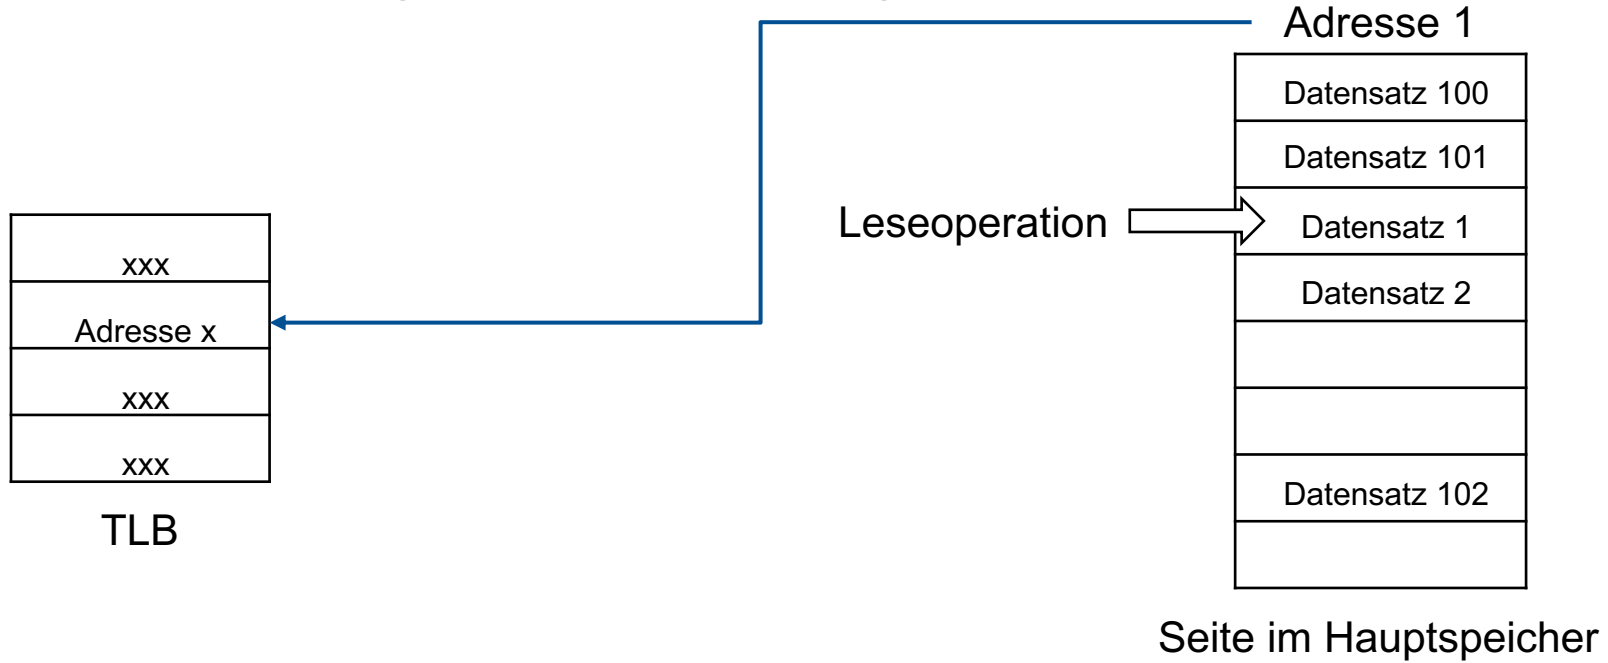 Adresse 1
Datensatz 100
Datensatz 101
Leseoperation
Datensatz 1
Datensatz 2
Datensatz 102
Seite im Hauptspeicher
xxx
Adresse x
xxx
xxx
TLB